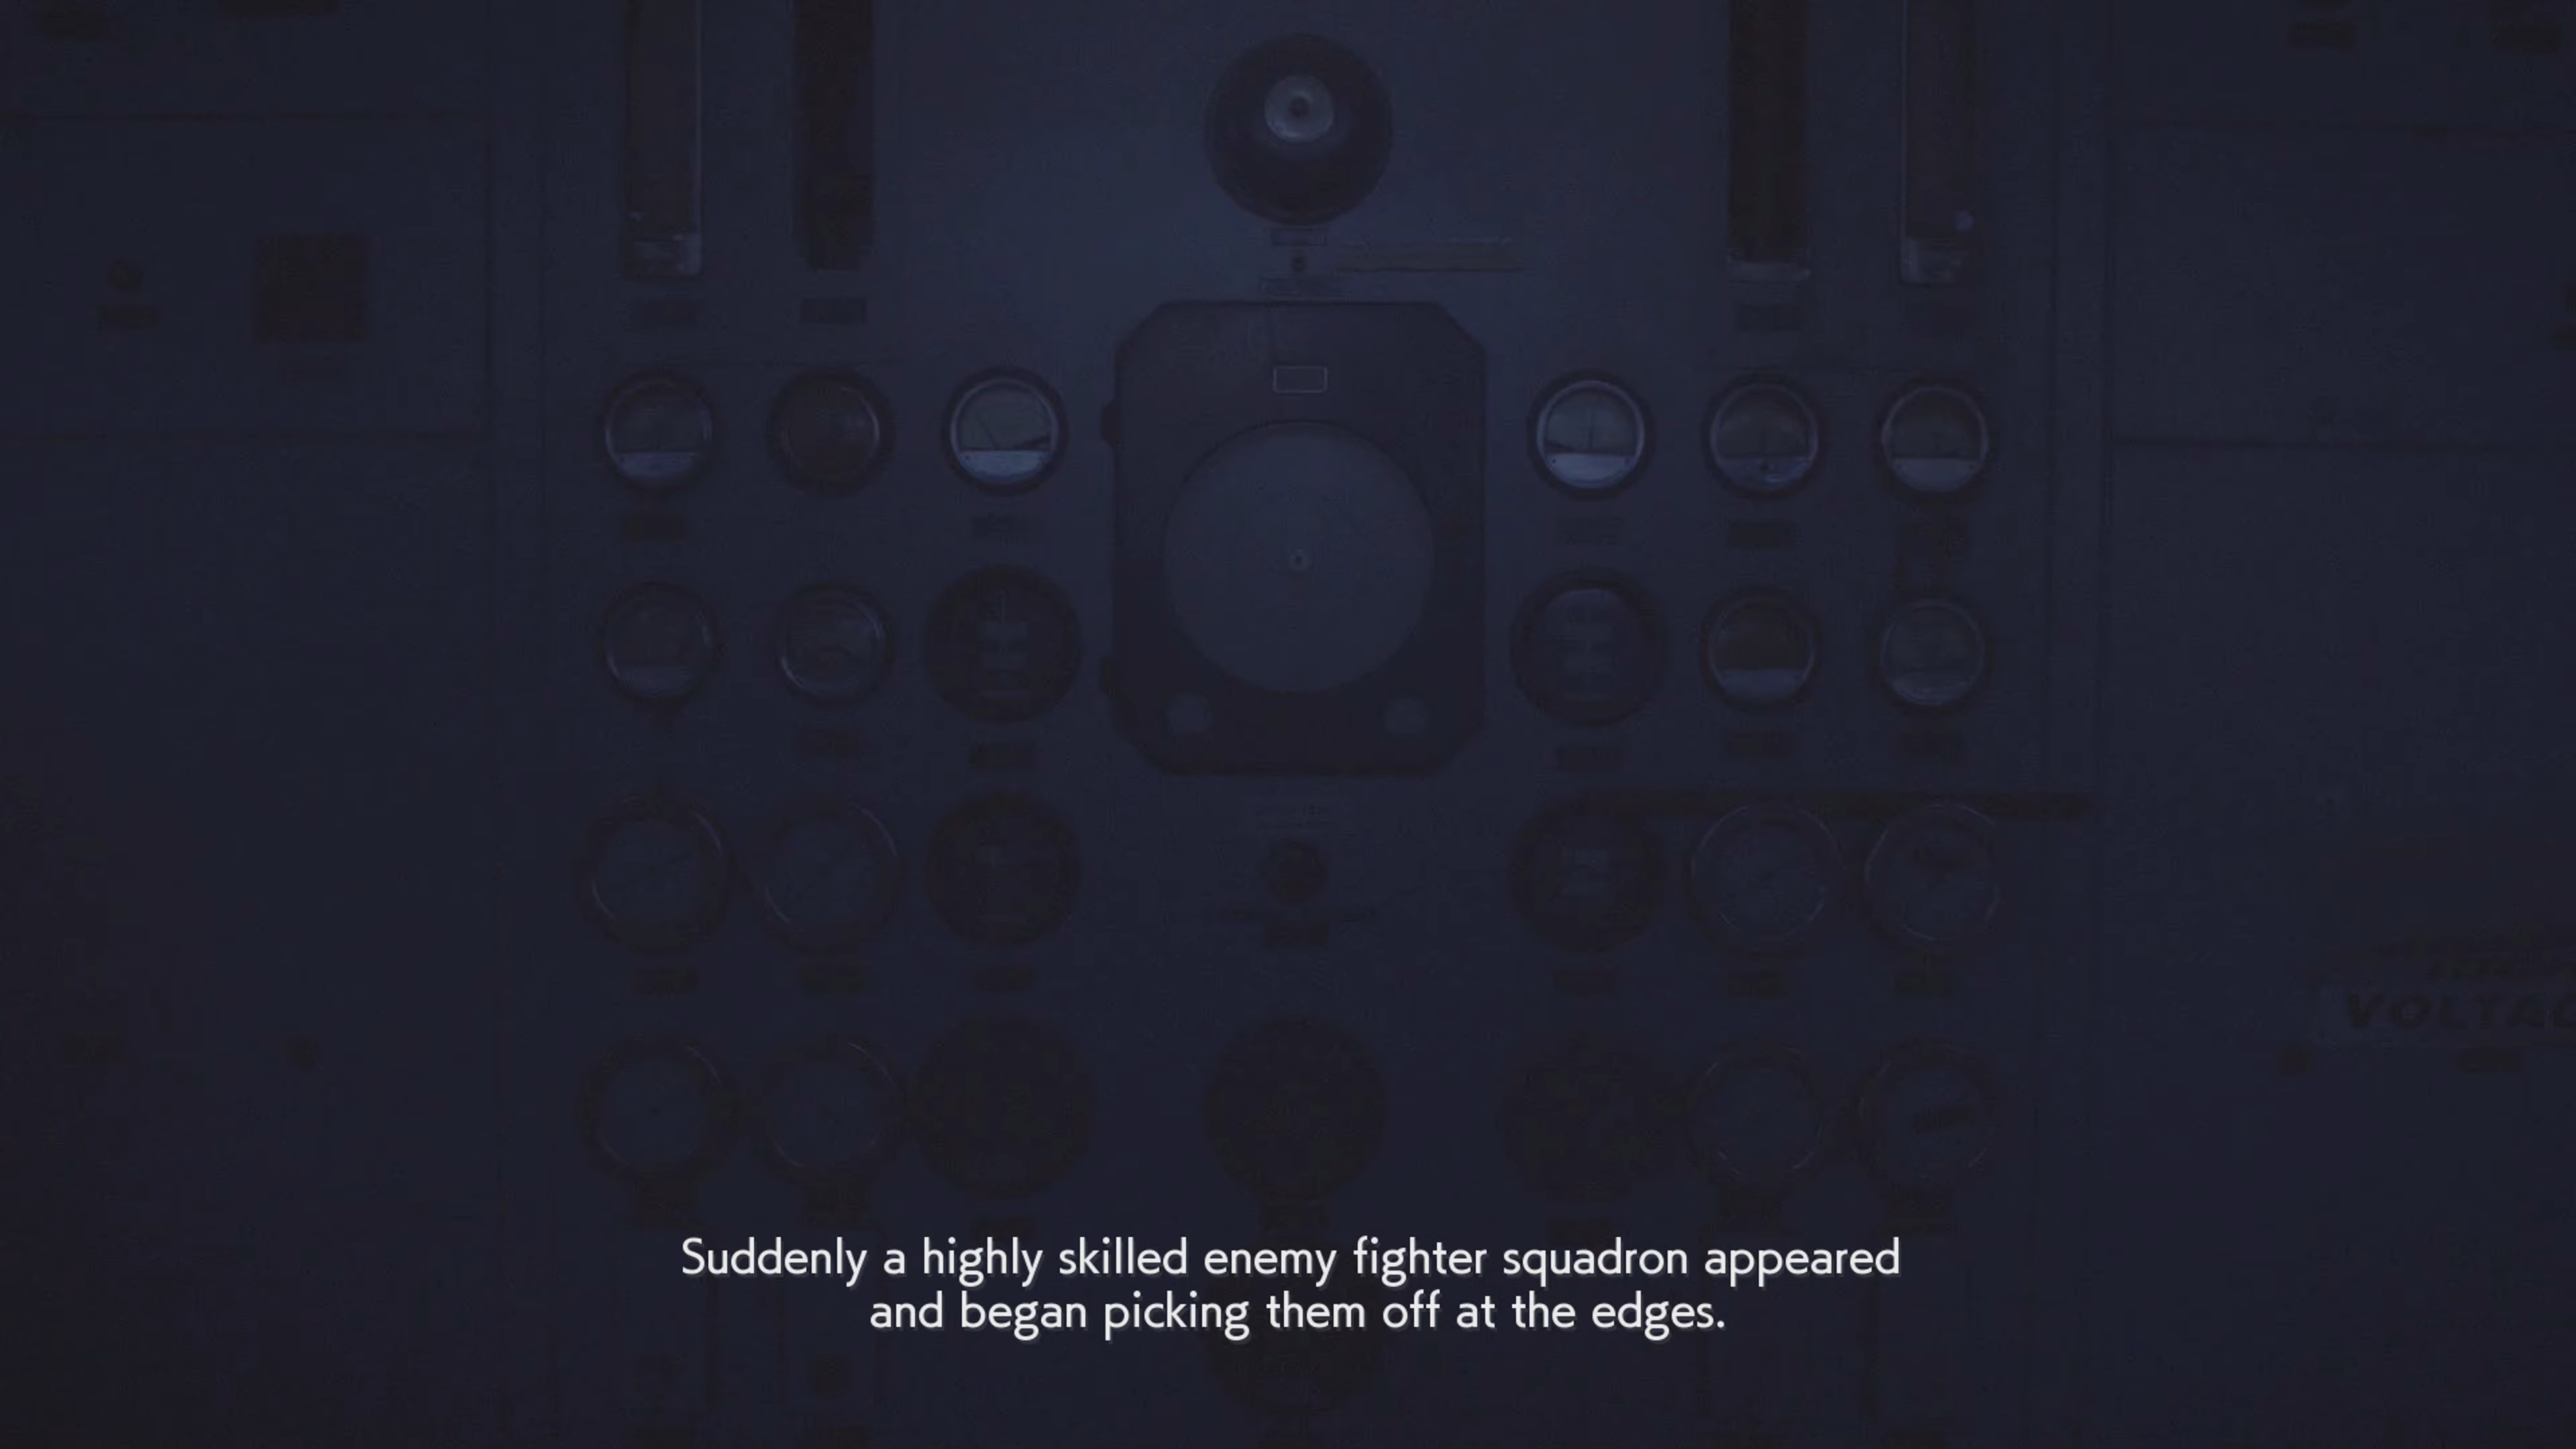 Suddenly a highly skilled enemy fighter squadron appeared
and began picking them off at the edges.